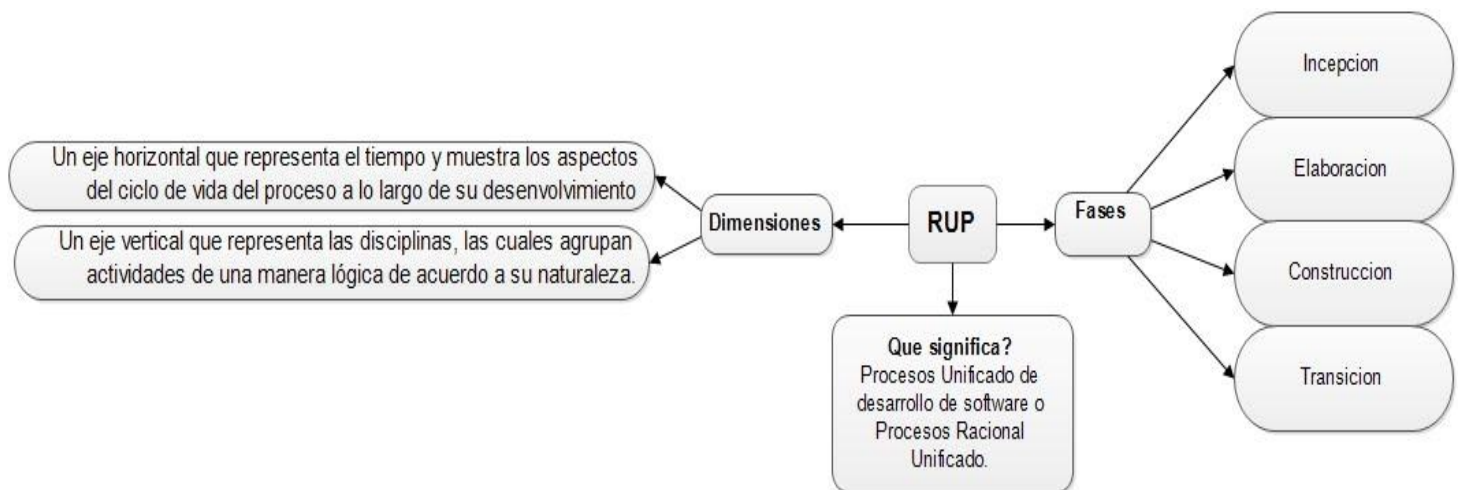 Un eje horizontal que representa el tiempo y muestra los aspectos
del ciclo de vida del proceso a lo largo de su desenvolvimiento
Un eje vertical que representa las disciplinas, las cuales agrupan
actividades de una manera lógica de acuerdo a su naturaleza.
Dimensiones
RUP
Que significa?
Procesos Unificado de
desarrollo de software o
Procesos Racional
Unificado.
Fases
Incepcion
Elaboracion
Construccion
Transicion